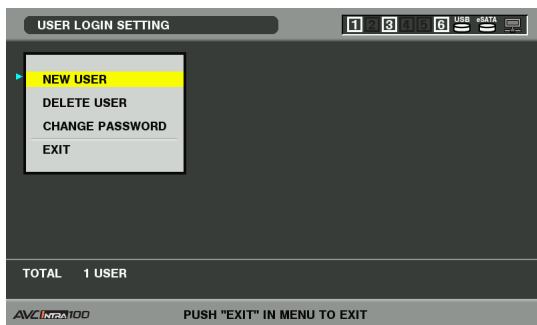 USER LOGIN SETTING
1 2 3 4 5 6 USB eSATA
NEW USER
DELETE USER
CHANGE PASSWORD
EXIT
TOTAL 1 USER
AVC INTRA 100 PUSH "EXIT" IN MENU TO EXIT